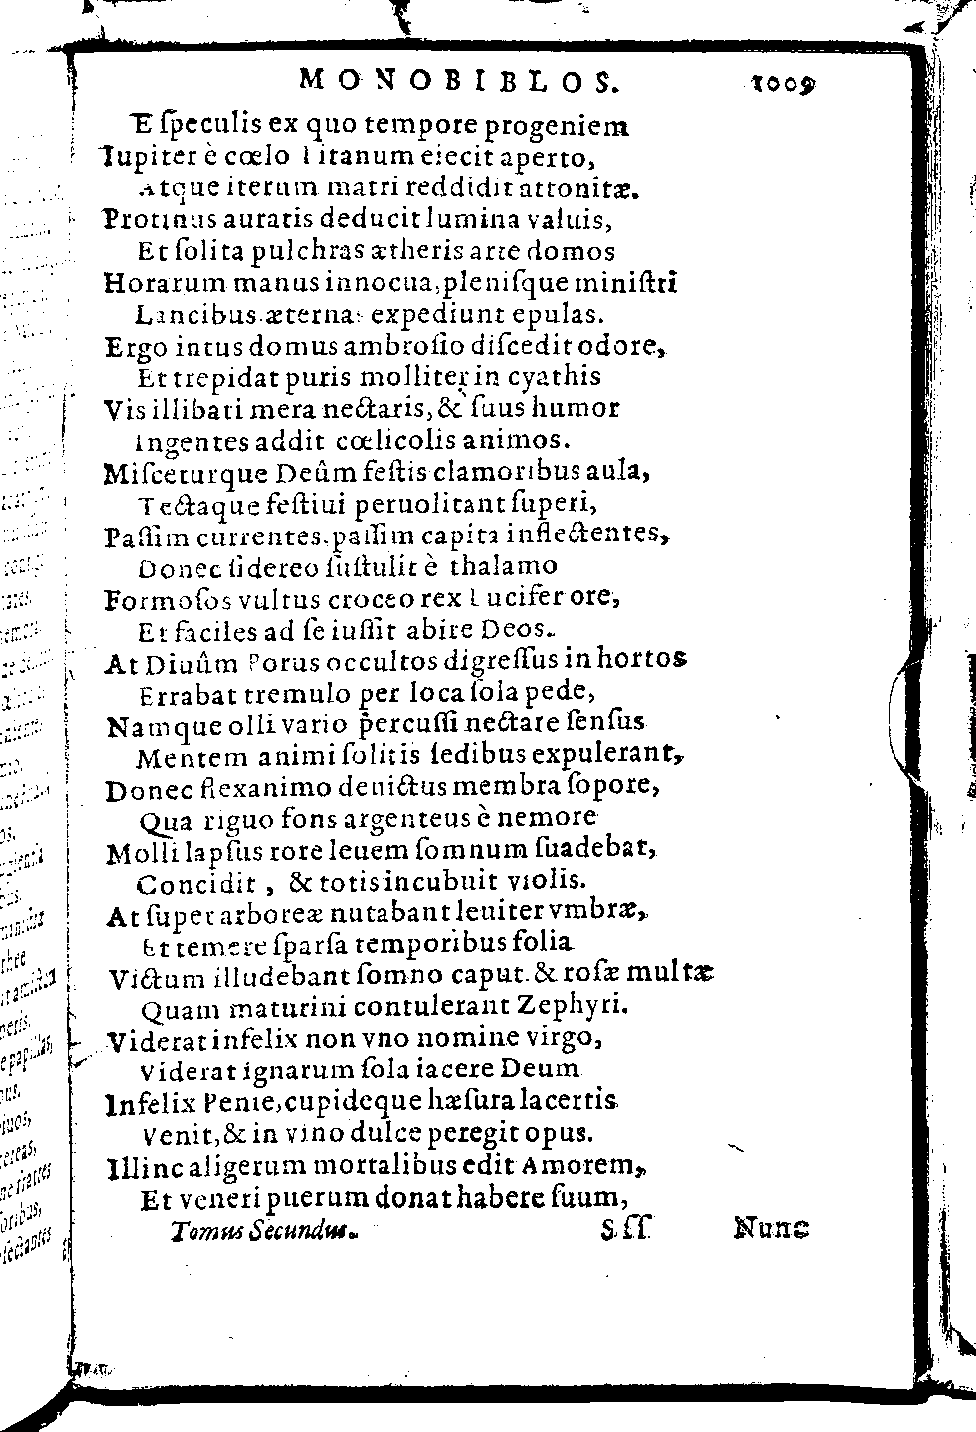 MONOBIBLOS. 1009
E ſpeculis ex quo tempore progeniem
Iupiter è cœlo Titanum eiecit aperto,
Atque iterum matri reddidit attonitæ.
Protinus auratis deducit lumina valuis,
Et ſolita pulchras ætheris arte domos
Horarum manus innocua, pleniſque miniſtri
Lancibus æternas expediunt epulas.
Ergo intus domus ambroſio diſcedit odore,
Et trepidat puris molliter in cyathis
Vis illibati mera nectaris, & ſuus humor
Ingentes addit cœlicolis animos.
Miſceturque Deûm feſtis clamoribus aula,
Tectaque feſtiui peruolitant ſuperi,
Paſſim currentes, paſſim capita inflectentes,
Donec ſidereo ſuſtulit è thalamo
Formoſos vultus croceo rex Lucifer ore,
Et faciles ad ſe iuſſit abire Deos.
At Diuûm Porus occultos digreſſus in hortos
Errabat tremulo per loca ſola pede,
Namque olli vario percuſſi nectare ſenſus
Mentem animi ſolitis ſedibus expulerant,
Donec flexanimo deuictus membra ſopore,
Qua riguo fons argenteus è nemore
Molli lapſus rore leuem ſomnum ſuadebat,
Concidit, & totis incubuit violis.
At ſuper arboreæ nutabant leuiter vmbræ,
Et temere ſparſa temporibus folia
Victum illudebant ſomno caput. & roſæ multæ
Quam maturini contulerant Zephyri.
Viderat infelix non vno nomine virgo,
Viderat ignarum ſola iacere Deum
Infelix Penie, cupideque hæſura lacertis
Venit, & in vino dulce peregit opus.
Illinc aligerum mortalibus edit Amorem,
Et veneri puerum donat habere ſuum,
Tomus Secundus. Sſſ Nunc